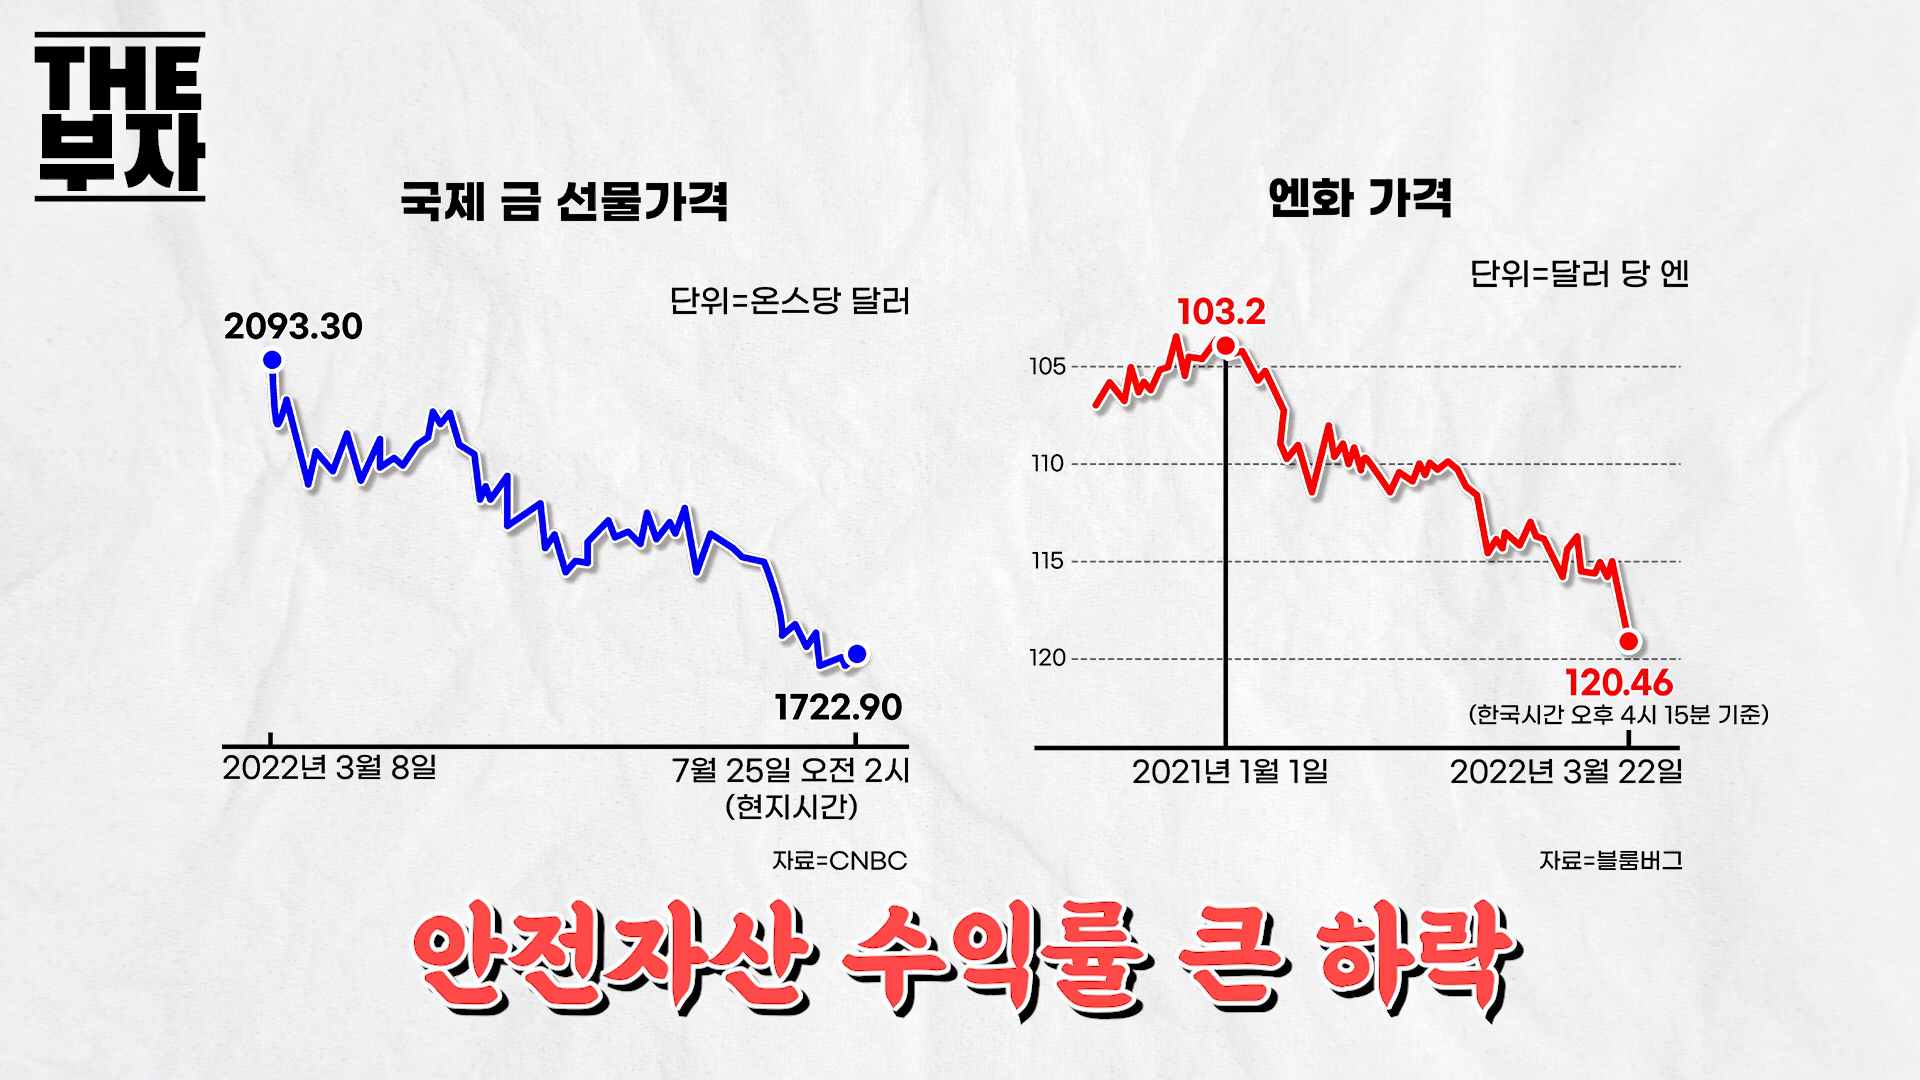 THE
부자
국제 금 선물가격
단위=온스당 달러
2093.30
1722.90
2022년 3월 8일
7월 25일 오전 2시
(현지시간)
자료=CNBC
엔화 가격
단위=달러 당 엔
103.2
105
110
115
120
120.46
(한국시간 오후 4시 15분 기준)
2021년 1월 1일
2022년 3월 22일
자료=블룸버그
안전자산 수익률 큰 하락